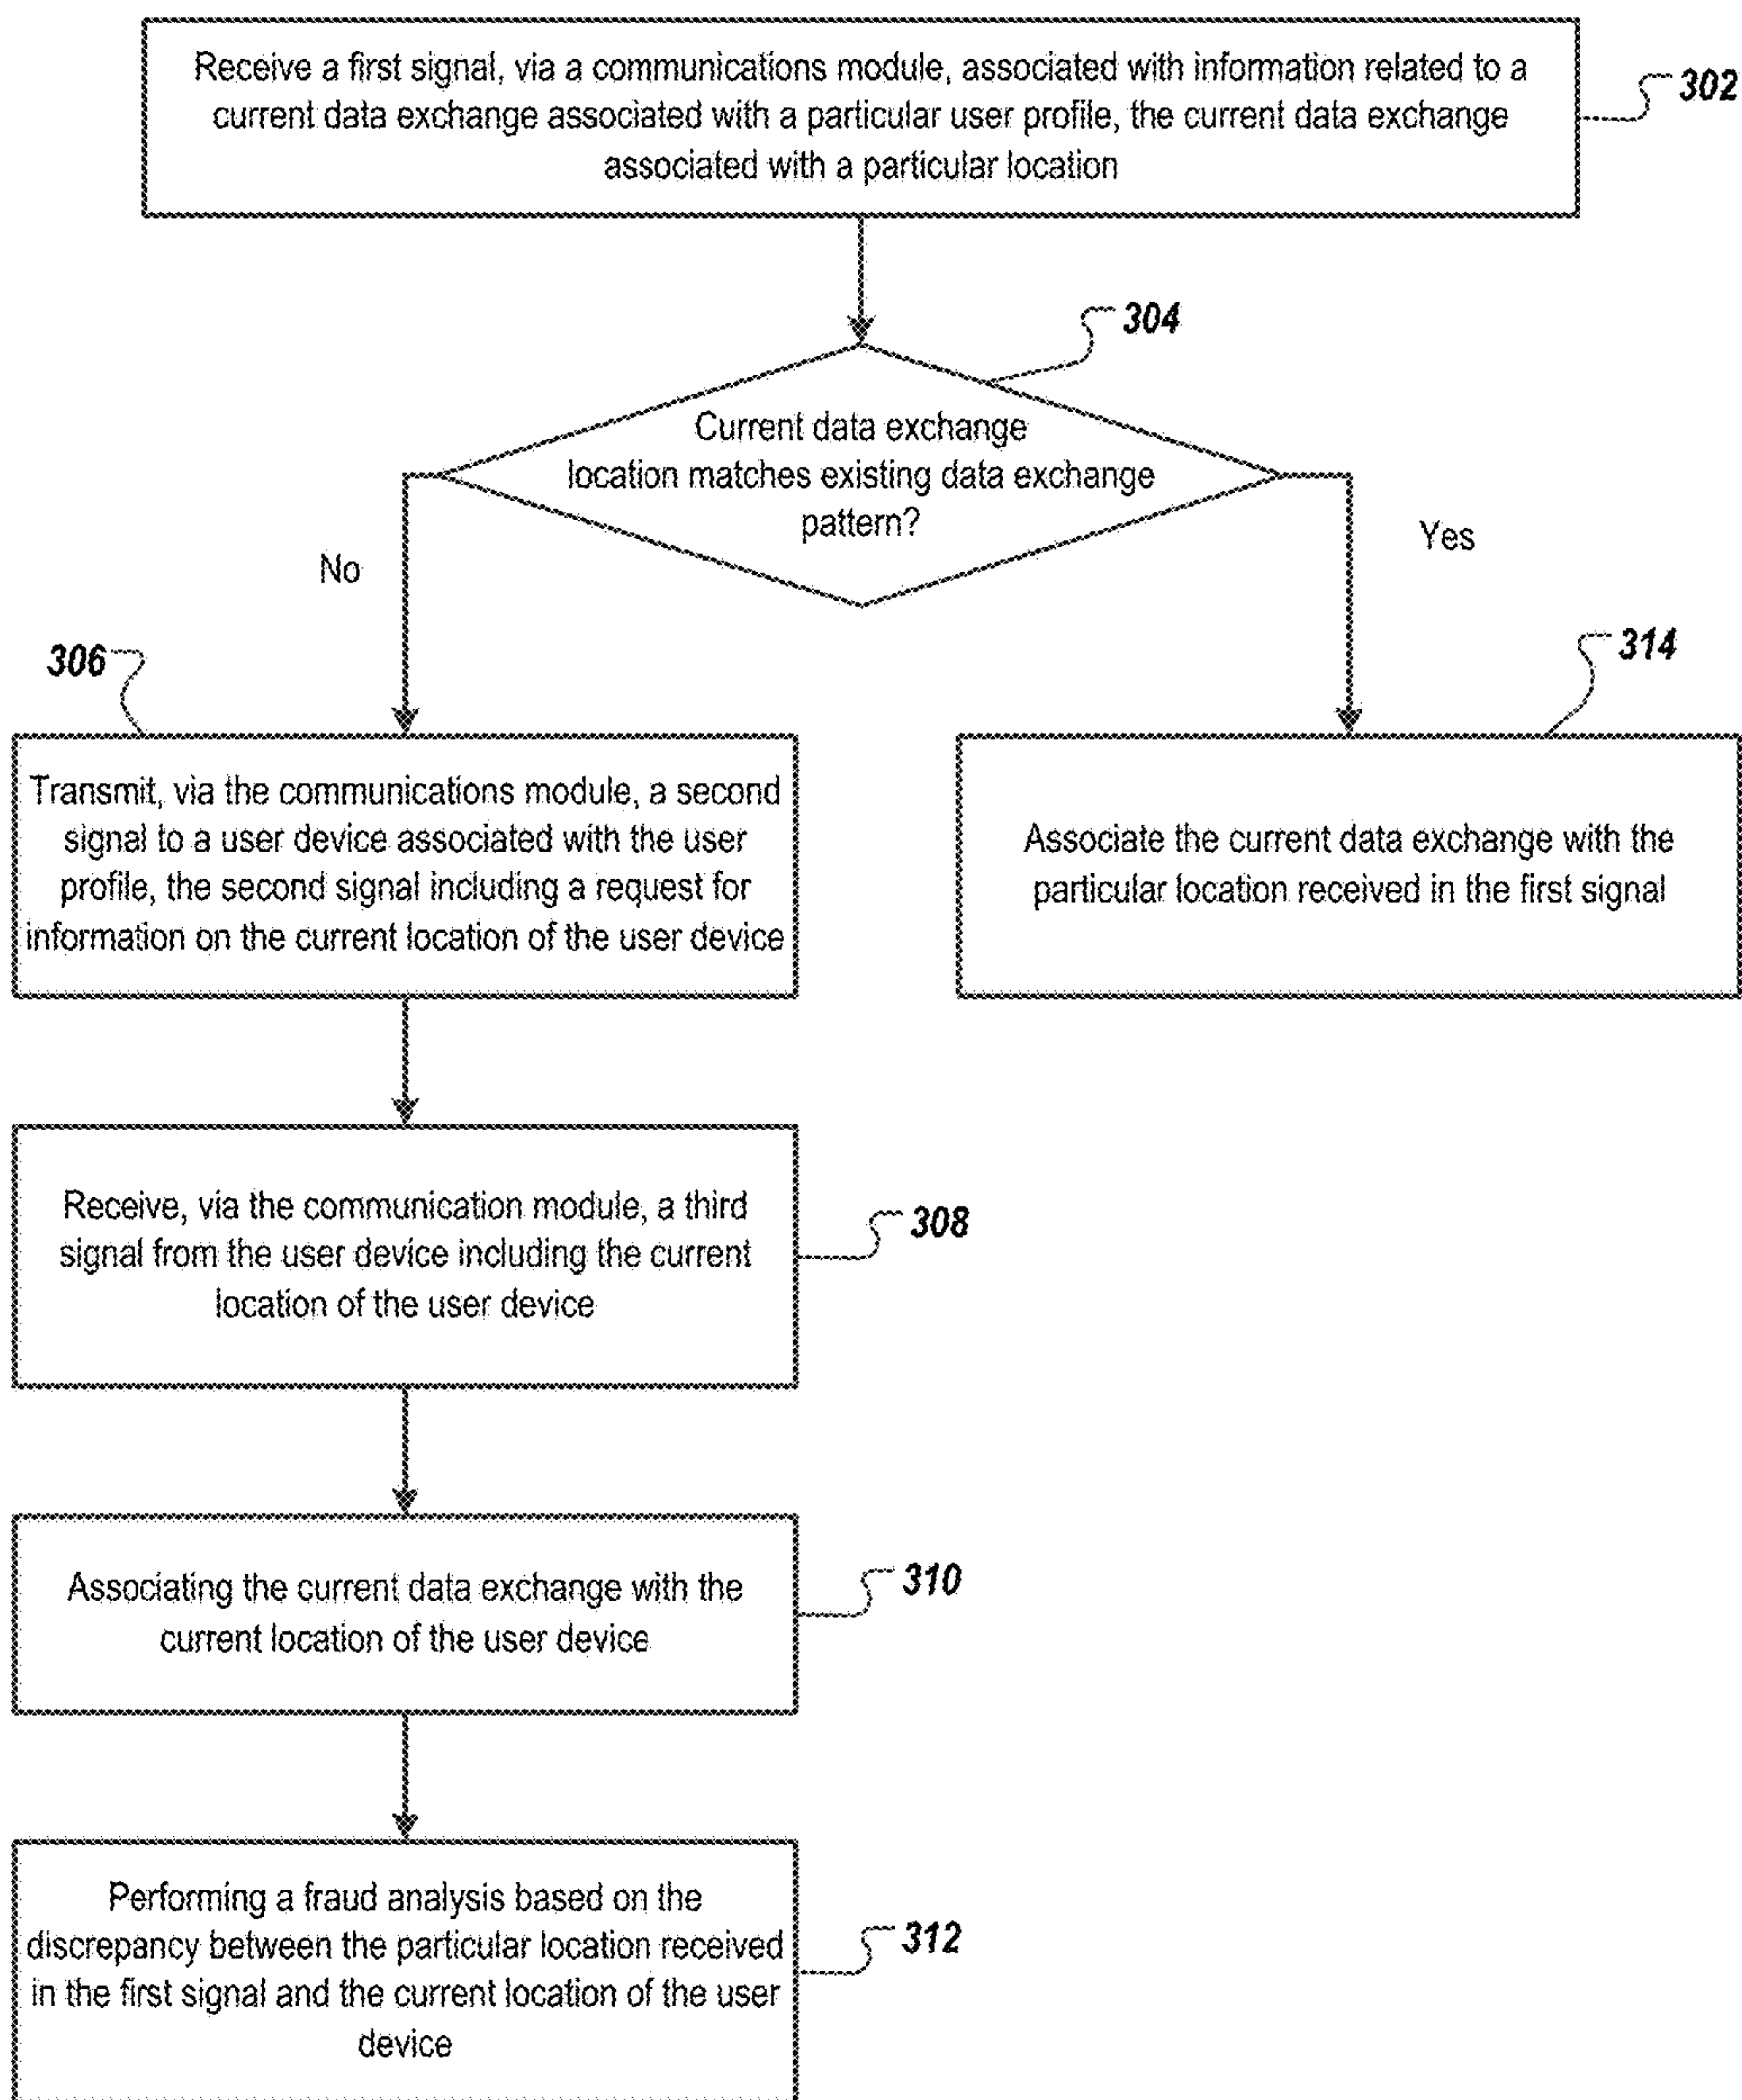 Receive a first signal, via a communications module, associated with information related to a
current data exchange associated with a particular user profile, the current data exchange
associated with a particular location
302
304
Current data exchange
location matches existing data exchange
pattern?
No
Yes
306
314
Transmit, via the communications module, a second
signal to a user device associated with the user
profile, the second signal including a request for
information on the current location of the user device
Associate the current data exchange with the
particular location received in the first signal
Receive, via the communication module, a third
signal from the user device including the current
location of the user device
308
Associating the current data exchange with the
current location of the user device
310
Performing a fraud analysis based on the
discrepancy between the particular location received
in the first signal and the current location of the user
device
312